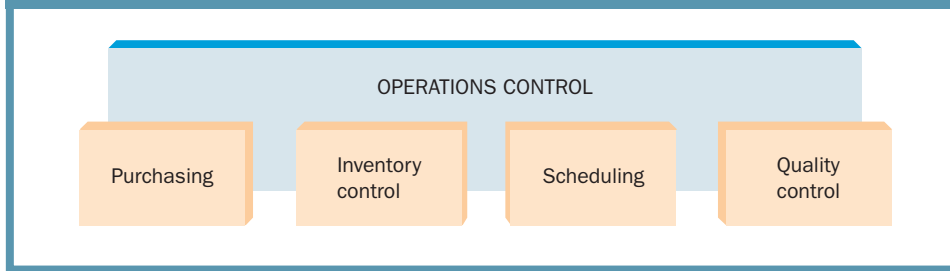 OPERATIONS CONTROL
Purchasing
Inventory
control
Scheduling
Quality
control